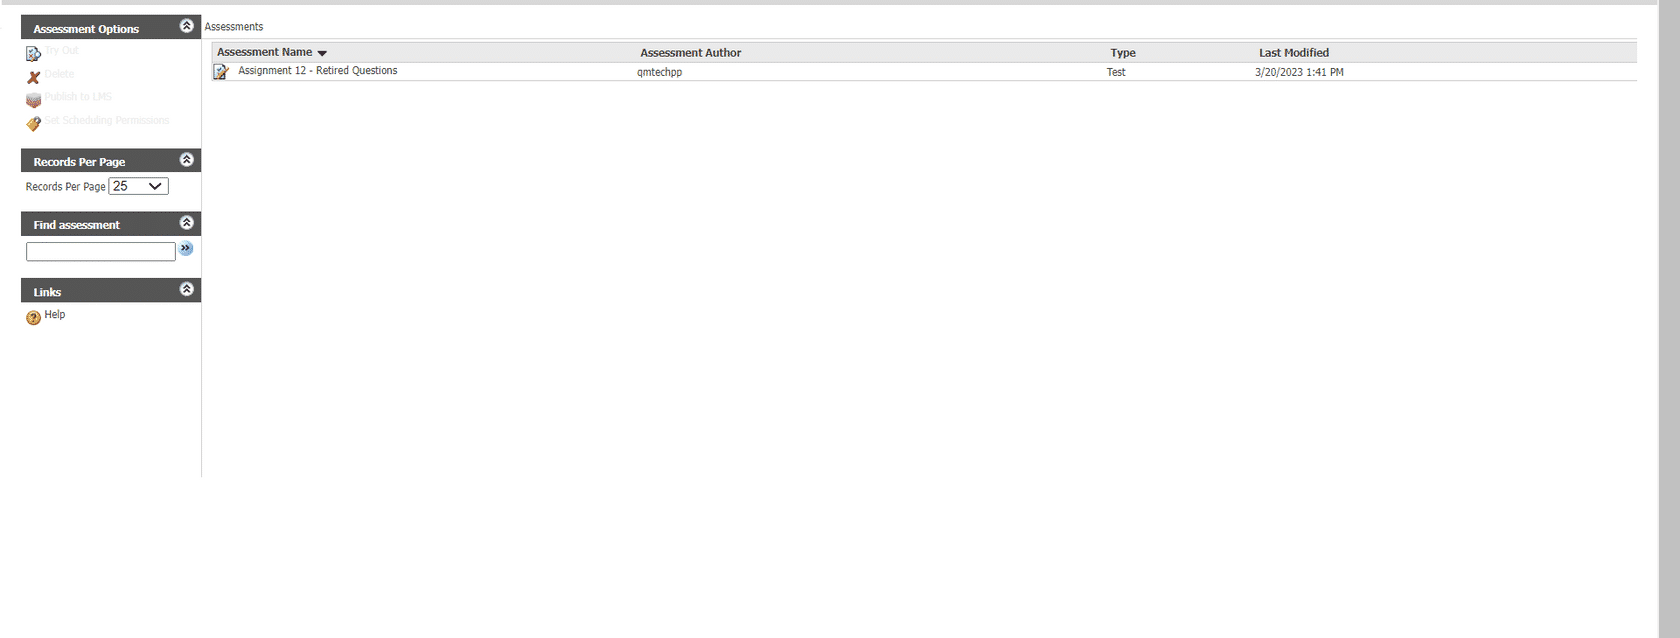 Assessment Options
Try Out
Delete
Publish to LMS
Set Scheduling Permissions
Records Per Page
Records Per Page 25
Find assessment
Links
Help
Assessments
Assessment Name Assessment Author Type Last Modified
Assignment 12 - Retired Questions qmtechpp Test 3/20/2023 1:41 PM